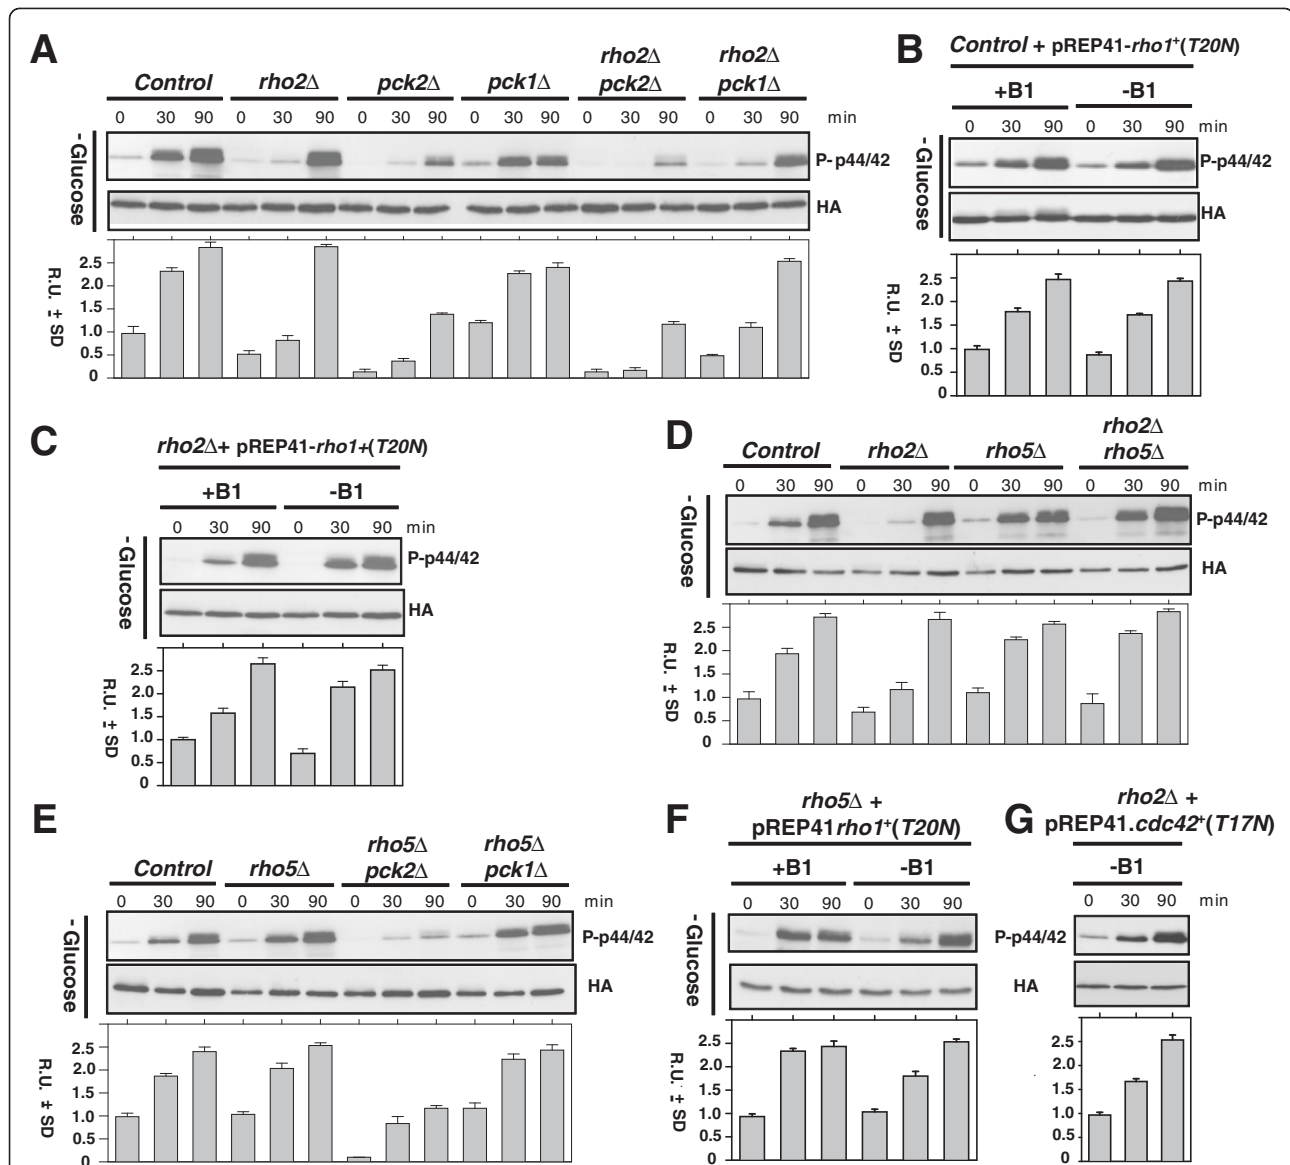 A
Control rho2Δ pck2Δ pck1Δ rho2Δ pck2Δ rho2Δ pck1Δ
0 30 90 0 30 90 0 30 90 0 30 90 0 30 90 0 30 90 min
-Glucose
P-p44/42
HA
R.U. ± SD
2.5
2.0
1.5
1.0
0.5
0
B
Control + pREP41-rho1+(T20N)
+B1 -B1
0 30 90 0 30 90 min
-Glucose
P-p44/42
HA
R.U. ± SD
2.5
2.0
1.5
1.0
0.5
0
C
rho2Δ+ pREP41-rho1+(T20N)
+B1 -B1
0 30 90 0 30 90 min
-Glucose
P-p44/42
HA
R.U. ± SD
2.5
2.0
1.5
1.0
0.5
0
D
Control rho2Δ rho5Δ rho2Δ rho5Δ
0 30 90 0 30 90 0 30 90 0 30 90 min
-Glucose
P-p44/42
HA
R.U. ± SD
2.5
2.0
1.5
1.0
0.5
0
E
Control rho5Δ rho5Δ pck2Δ rho5Δ pck1Δ
0 30 90 0 30 90 0 30 90 0 30 90 min
-Glucose
P-p44/42
HA
R.U. ± SD
2.5
2.0
1.5
1.0
0.5
0
F
rho5Δ +
pREP41rho1+(T20N)
+B1 -B1
0 30 90 0 30 90 min
-Glucose
HA
R.U. ± SD
2.5
2.0
1.5
1.0
0.5
0
G
rho2Δ +
pREP41.cdc42+(T17N)
-B1
0 30 90 min
P-p44/42
HA
2.5
2.0
1.5
1.0
0.5
0